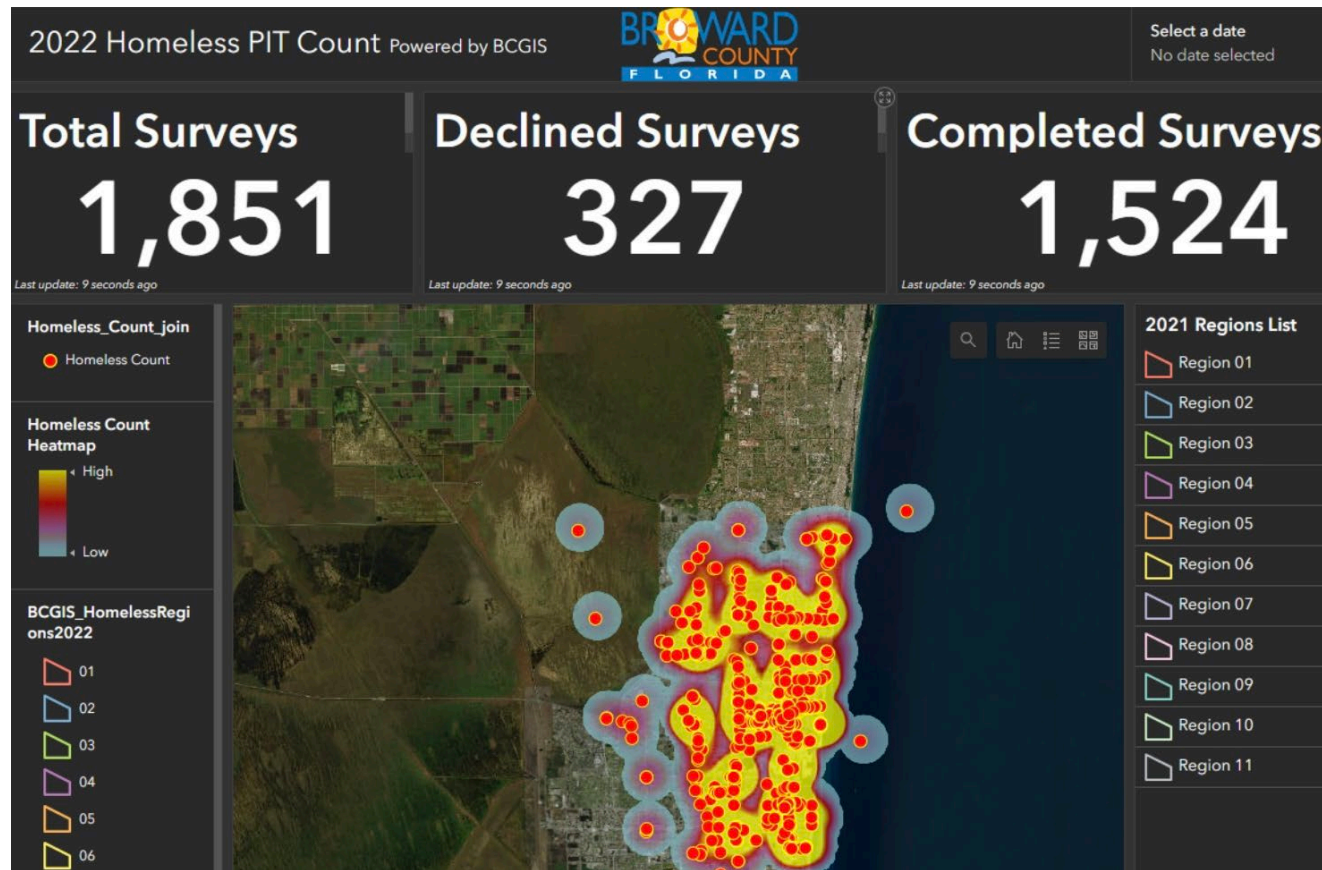 2022 Homeless PIT Count Powered by BCGIS
BROWARD
COUNTY
FLORIDA
Select a date
No date selected
Total Surveys
1,851
Last update: 9 seconds ago
Declined Surveys
327
Last update: 9 seconds ago
Completed Surveys
1,524
Last update: 9 seconds ago
Homeless_Count_join
Homeless Count
Homeless Count
Heatmap
High
Low
BCGIS_HomelessRegi
ons2022
01
02
03
04
05
06
2021 Regions List
Region 01
Region 02
Region 03
Region 04
Region 05
Region 06
Region 07
Region 08
Region 09
Region 10
Region 11